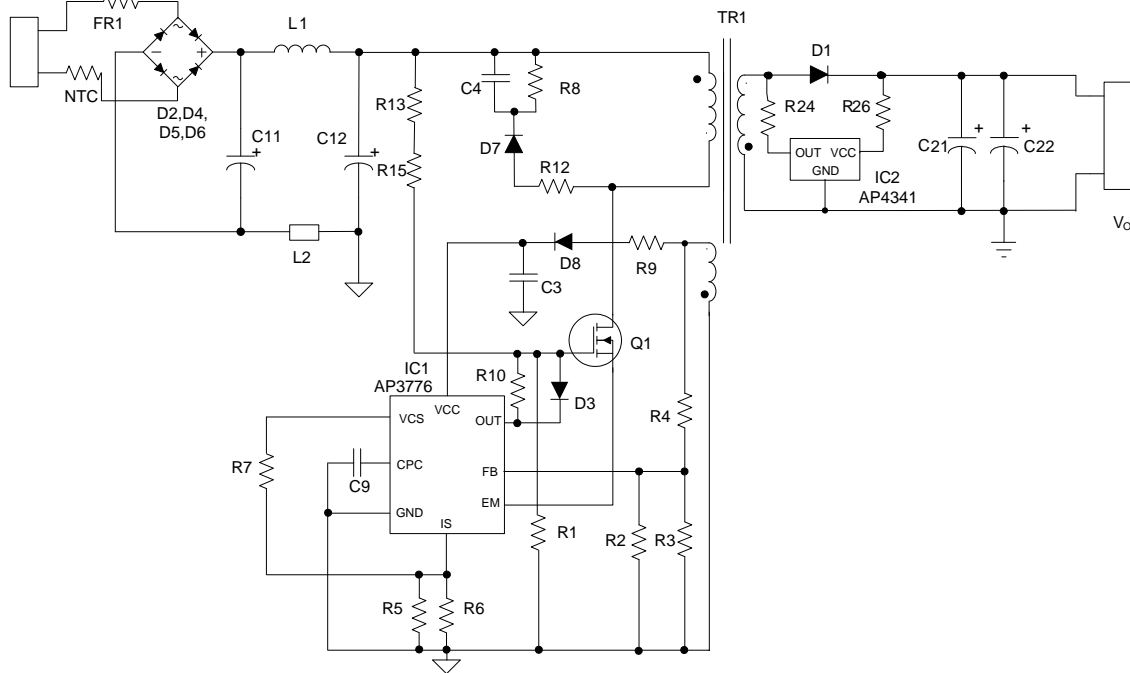 TR1
FR1
L1
D1
NTC
C4
R8
R13
R24
R26
D2,D4,
D5,D6
C11
C12
D7
OUT VCC
GND
C21
C22
R15
R12
IC2
AP4341
VO
L2
D8
R9
C3
Q1
IC1
AP3776
R10
D3
VCC
VCS
OUT
R4
R7
CPC
FB
C9
GND
EM
IS
R1
R2
R3
R5
R6